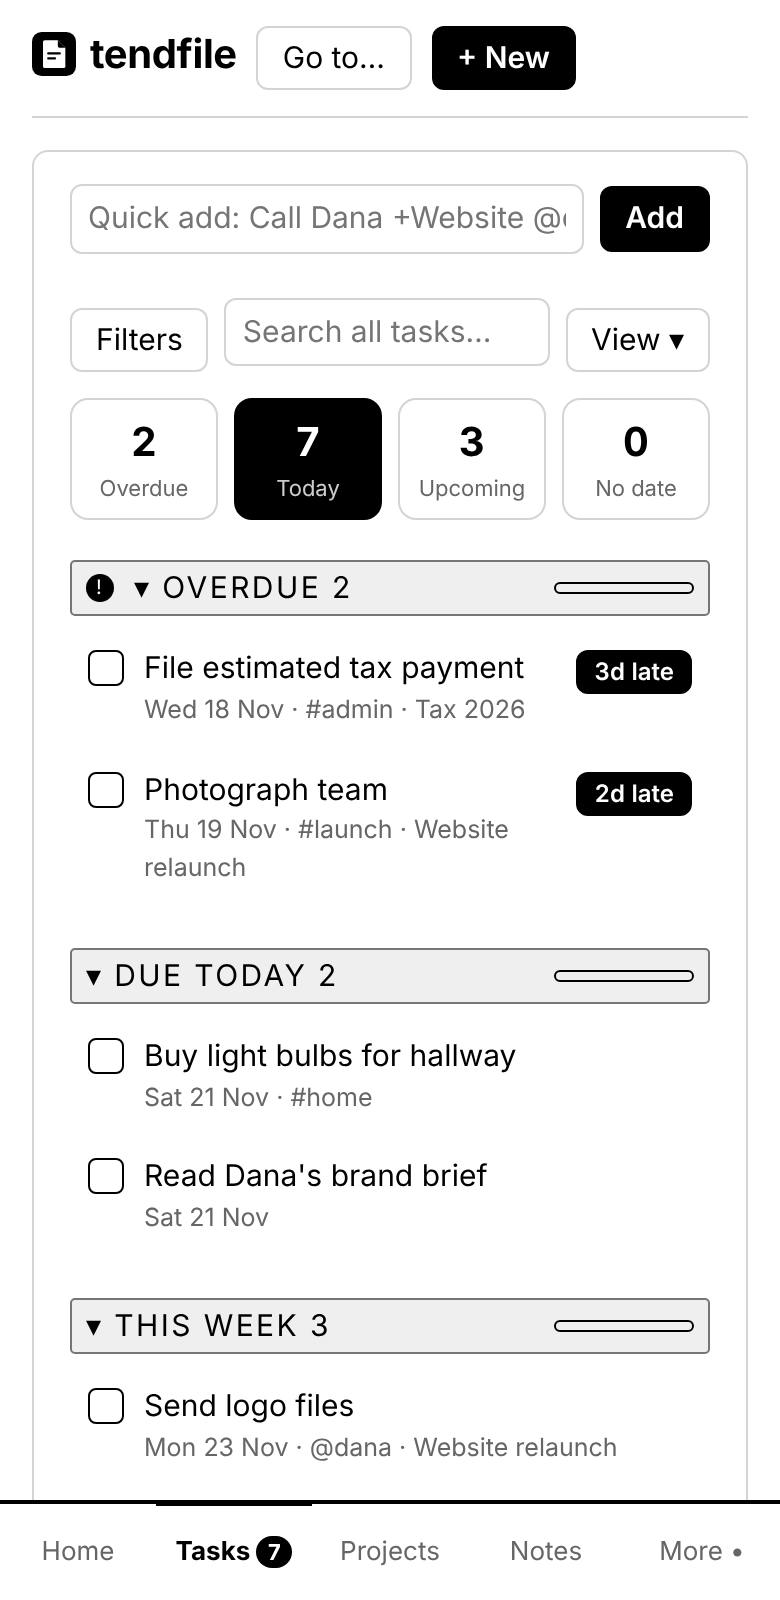 tendfile Go to... + New
Quick add: Call Dana +Website
Add
Filters Search all tasks... View ▾
2 7 3 0
Overdue Today Upcoming No date
! ▾ OVERDUE 2
File estimated tax payment 3d late
Wed 18 Nov · #admin · Tax 2026
Photograph team 2d late
Thu 19 Nov · #launch · Website
relaunch
▾ DUE TODAY 2
Buy light bulbs for hallway
Sat 21 Nov · #home
Read Dana's brand brief
Sat 21 Nov
▾ THIS WEEK 3
Send logo files
Mon 23 Nov · @dana · Website relaunch
Home Tasks 7 Projects Notes More •